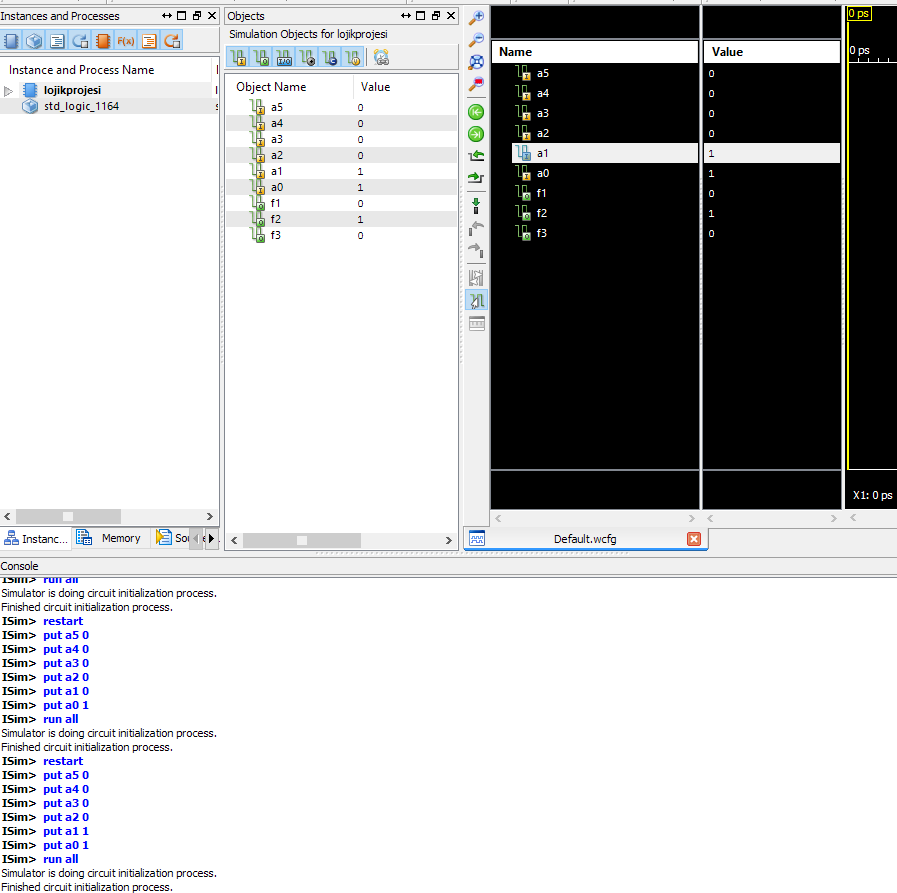 Instances and Processes
Instance and Process Name
lojikprojesi
std_logic_1164
Instanc...
Memory
Objects
Simulation Objects for lojikprojesi
Object Name Value
a5 0
a4 0
a3 0
a2 0
a1 1
a0 1
f1 0
f2 1
f3 0
Name Value
a5 0
a4 0
a3 0
a2 0
a1 1
a0 1
f1 0
f2 1
f3 0
0 ps
0 ps
X1: 0 ps
Default.wcfg
Console
ISim> run all
Simulator is doing circuit initialization process.
Finished circuit initialization process.
ISim> restart
ISim> put a5 0
ISim> put a4 0
ISim> put a3 0
ISim> put a2 0
ISim> put a1 0
ISim> put a0 1
ISim> run all
Simulator is doing circuit initialization process.
Finished circuit initialization process.
ISim> restart
ISim> put a5 0
ISim> put a4 0
ISim> put a3 0
ISim> put a2 0
ISim> put a1 1
ISim> put a0 1
ISim> run all
Simulator is doing circuit initialization process.
Finished circuit initialization process.